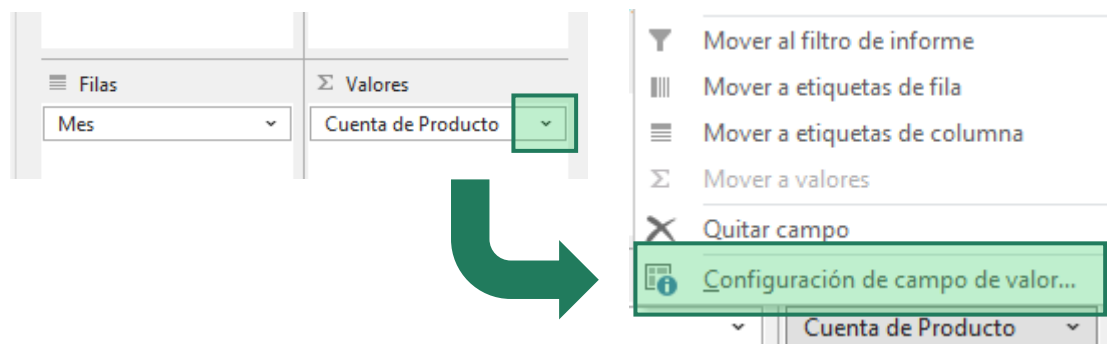 Filas
Σ Valores
Mes
Cuenta de Producto
Mover al filtro de informe
Mover a etiquetas de fila
Mover a etiquetas de columna
Σ Mover a valores
Quitar campo
Configuración de campo de valor...
Cuenta de Producto